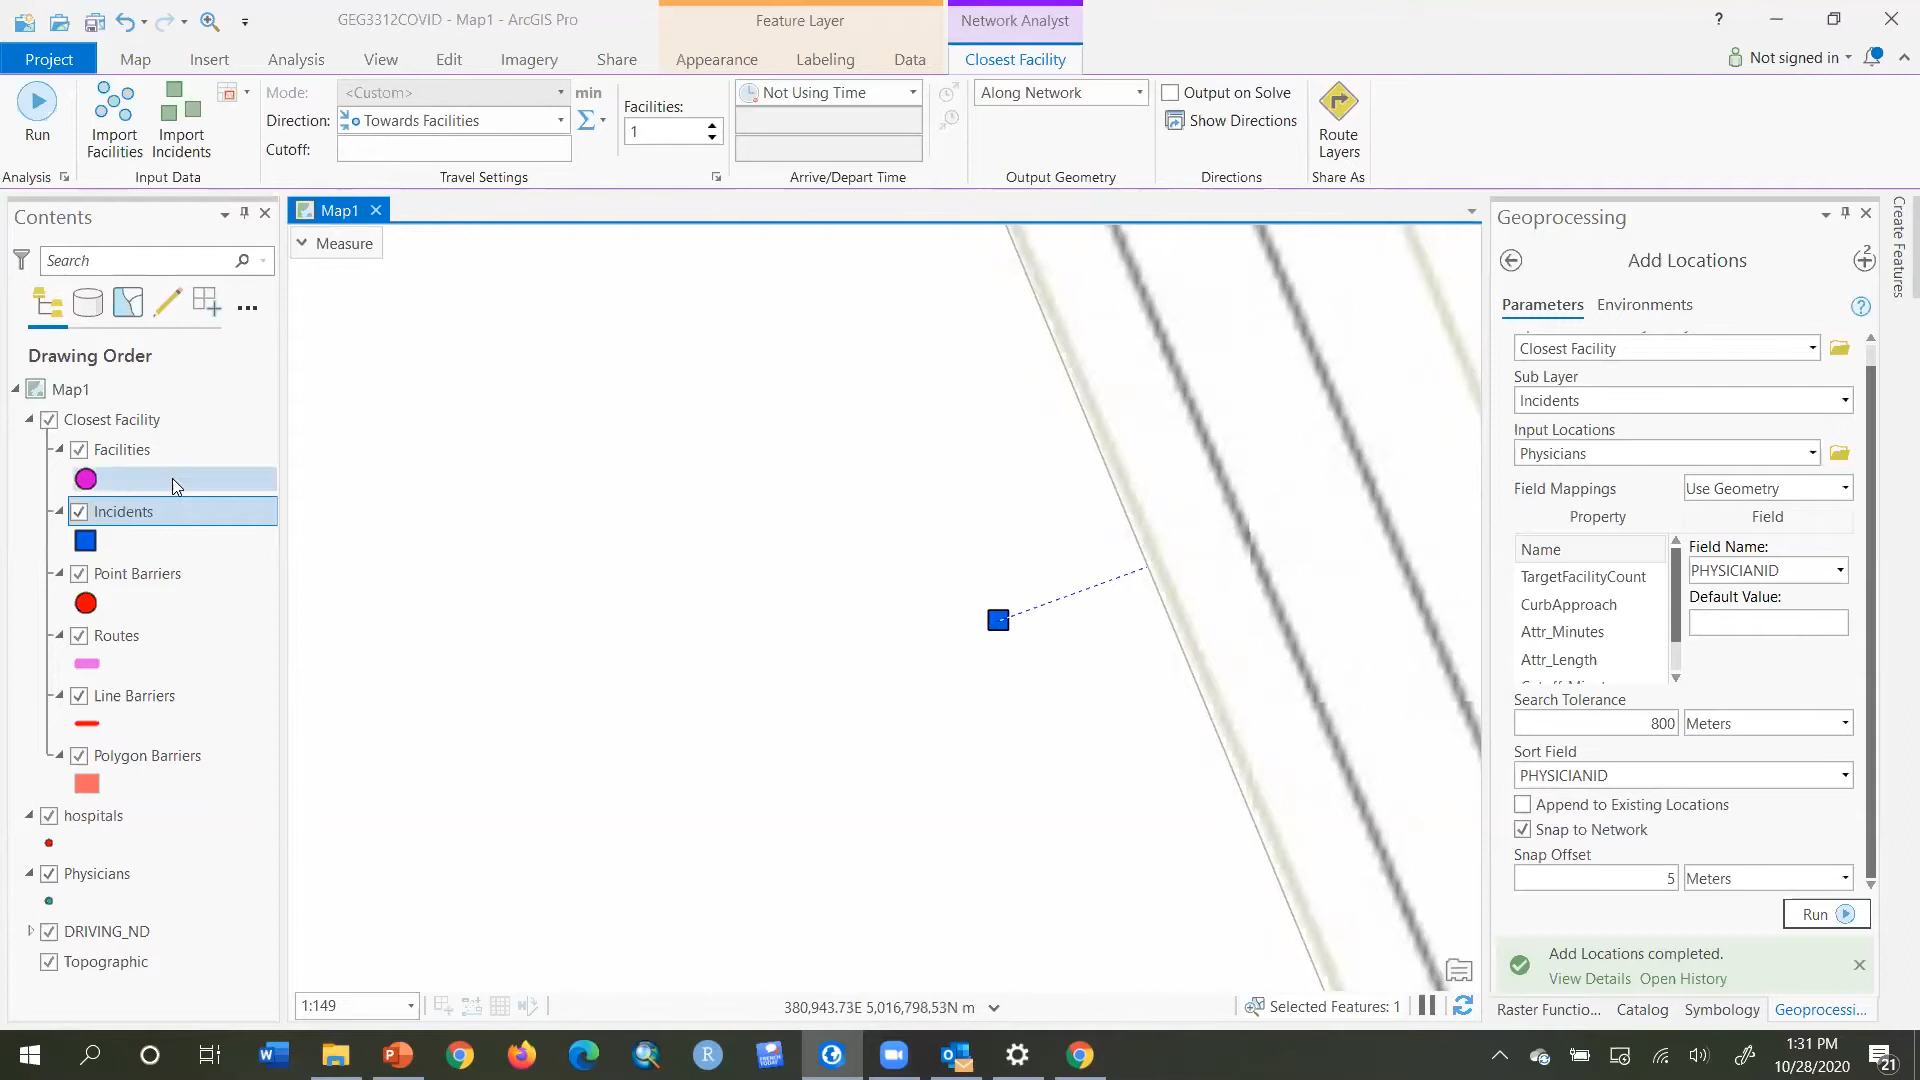 GEG3312COVID - Map1 - ArcGIS Pro
Feature Layer
Network Analyst
?
Project
Map
Insert
Analysis
View
Edit
Imagery
Share
Appearance
Labeling
Data
Closest Facility
Not signed in
Run
Import Facilities
Import Incidents
Mode:
<Custom>
min
Direction:
Towards Facilities
Cutoff:
Facilities:
1
Not Using Time
Along Network
Output on Solve
Show Directions
Route Layers
Analysis
Input Data
Travel Settings
Arrive/Depart Time
Output Geometry
Directions
Share As
Contents
Map1
Measure
Search
Drawing Order
Map1
Closest Facility
Facilities
Incidents
Point Barriers
Routes
Line Barriers
Polygon Barriers
hospitals
Physicians
DRIVING_ND
Topographic
1:149
380,943.73E 5,016,798.53N m
Selected Features: 1
Geoprocessing
Create Features
Add Locations
2
Parameters
Environments
?
Closest Facility
Sub Layer
Incidents
Input Locations
Physicians
Field Mappings
Use Geometry
Property
Field
Name
TargetFacilityCount
CurbApproach
Attr_Minutes
Attr_Length
Field Name:
PHYSICIANID
Default Value:
Search Tolerance
800
Meters
Sort Field
PHYSICIANID
Append to Existing Locations
Snap to Network
Snap Offset
5
Meters
Run
Add Locations completed.
View Details
Open History
Raster Functio...
Catalog
Symbology
Geoprocessi...
1:31 PM
10/28/2020
21